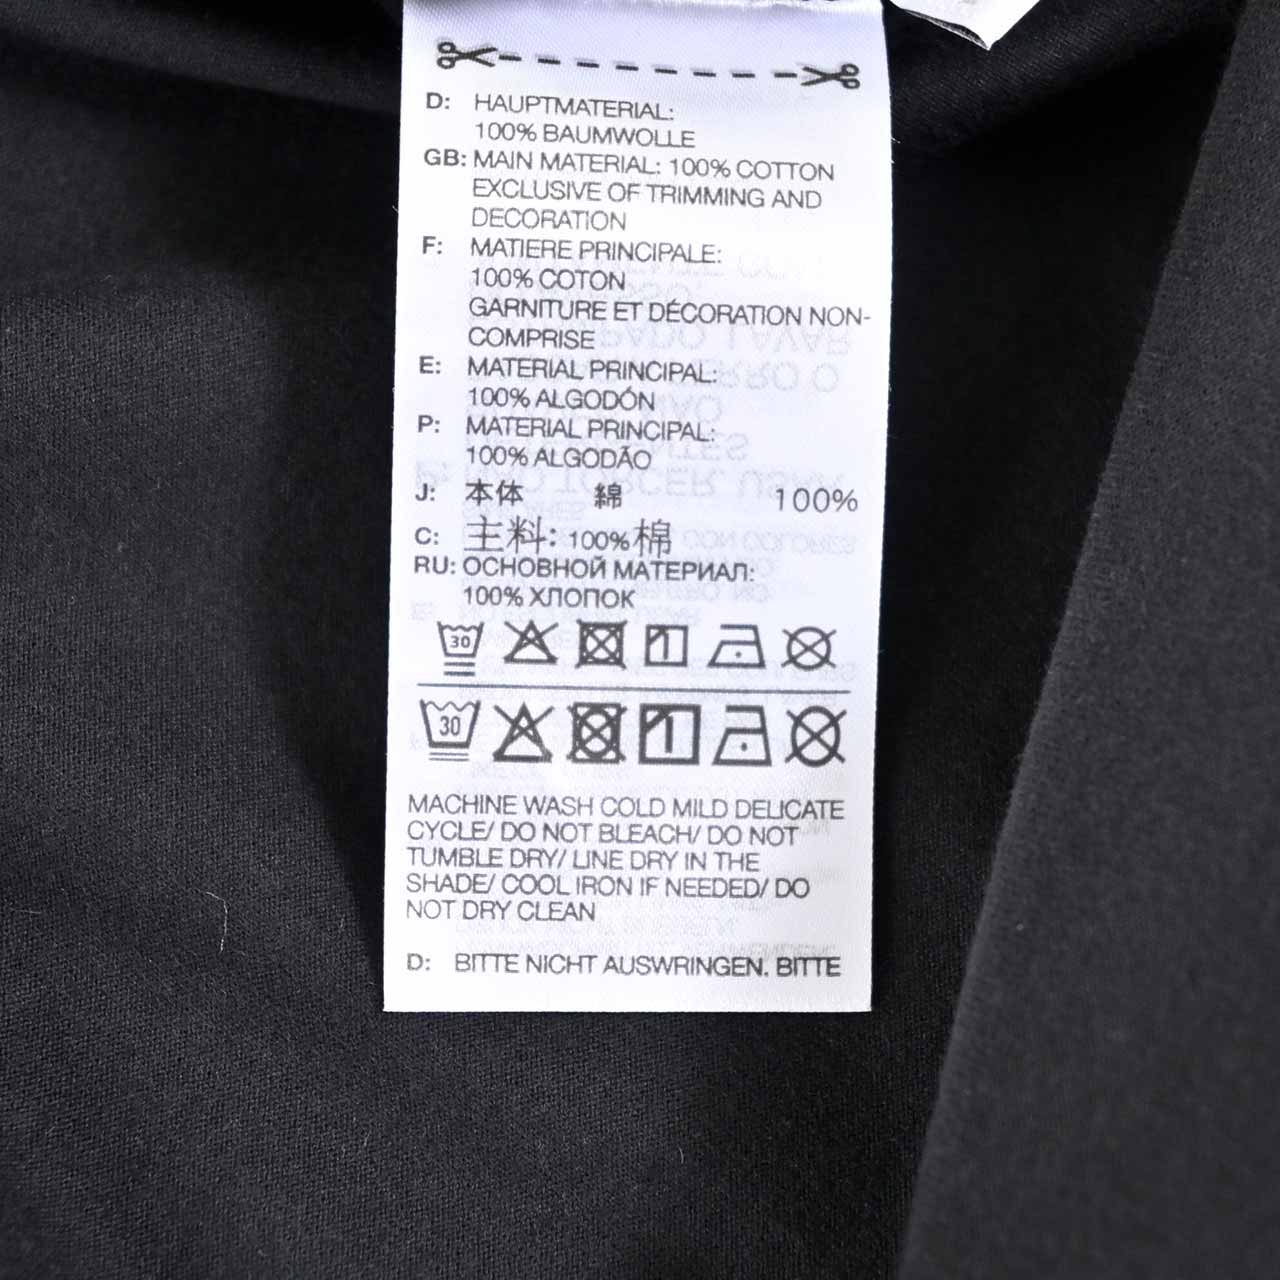 D: HAUPTMATERIAL:
100% BAUMWOLLE
GB: MAIN MATERIAL: 100% COTTON
EXCLUSIVE OF TRIMMING AND
DECORATION
F: MATIERE PRINCIPALE:
100% COTON
GARNITURE ET DÉCORATION NON-
COMPRISE
E: MATERIAL PRINCIPAL:
100% ALGODÓN
P: MATERIAL PRINCIPAL:
100% ALGODÃO
J: 本体 綿 100%
C: 主料: 100% 棉
RU: ОСНОВНОЙ МАТЕРИАЛ:
100% ХЛОПОК
30
30
MACHINE WASH COLD MILD DELICATE
CYCLE/ DO NOT BLEACH/ DO NOT
TUMBLE DRY/ LINE DRY IN THE
SHADE/ COOL IRON IF NEEDED/ DO
NOT DRY CLEAN
D: BITTE NICHT AUSWRINGEN. BITTE